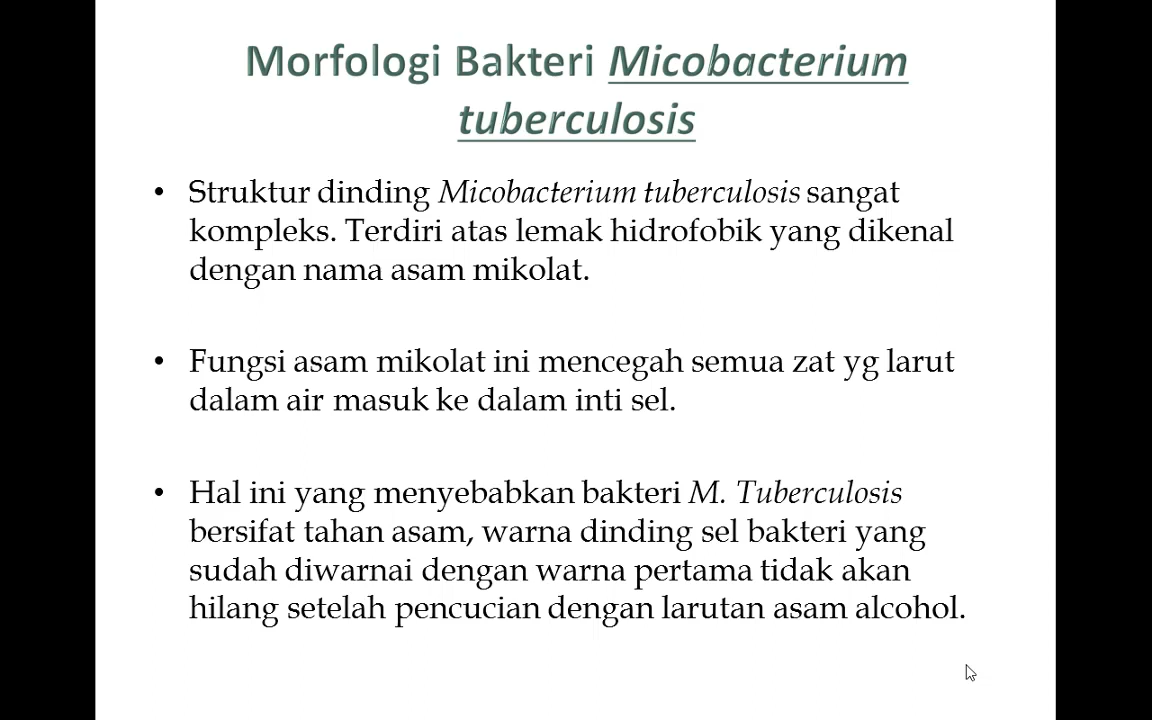 Morfologi Bakteri Micobacterium
tuberculosis
• Struktur dinding Micobacterium tuberculosis sangat
kompleks. Terdiri atas lemak hidrofobik yang dikenal
dengan nama asam mikolat.
• Fungsi asam mikolat ini mencegah semua zat yg larut
dalam air masuk ke dalam inti sel.
• Hal ini yang menyebabkan bakteri M. Tuberculosis
bersifat tahan asam, warna dinding sel bakteri yang
sudah diwarnai dengan warna pertama tidak akan
hilang setelah pencucian dengan larutan asam alcohol.